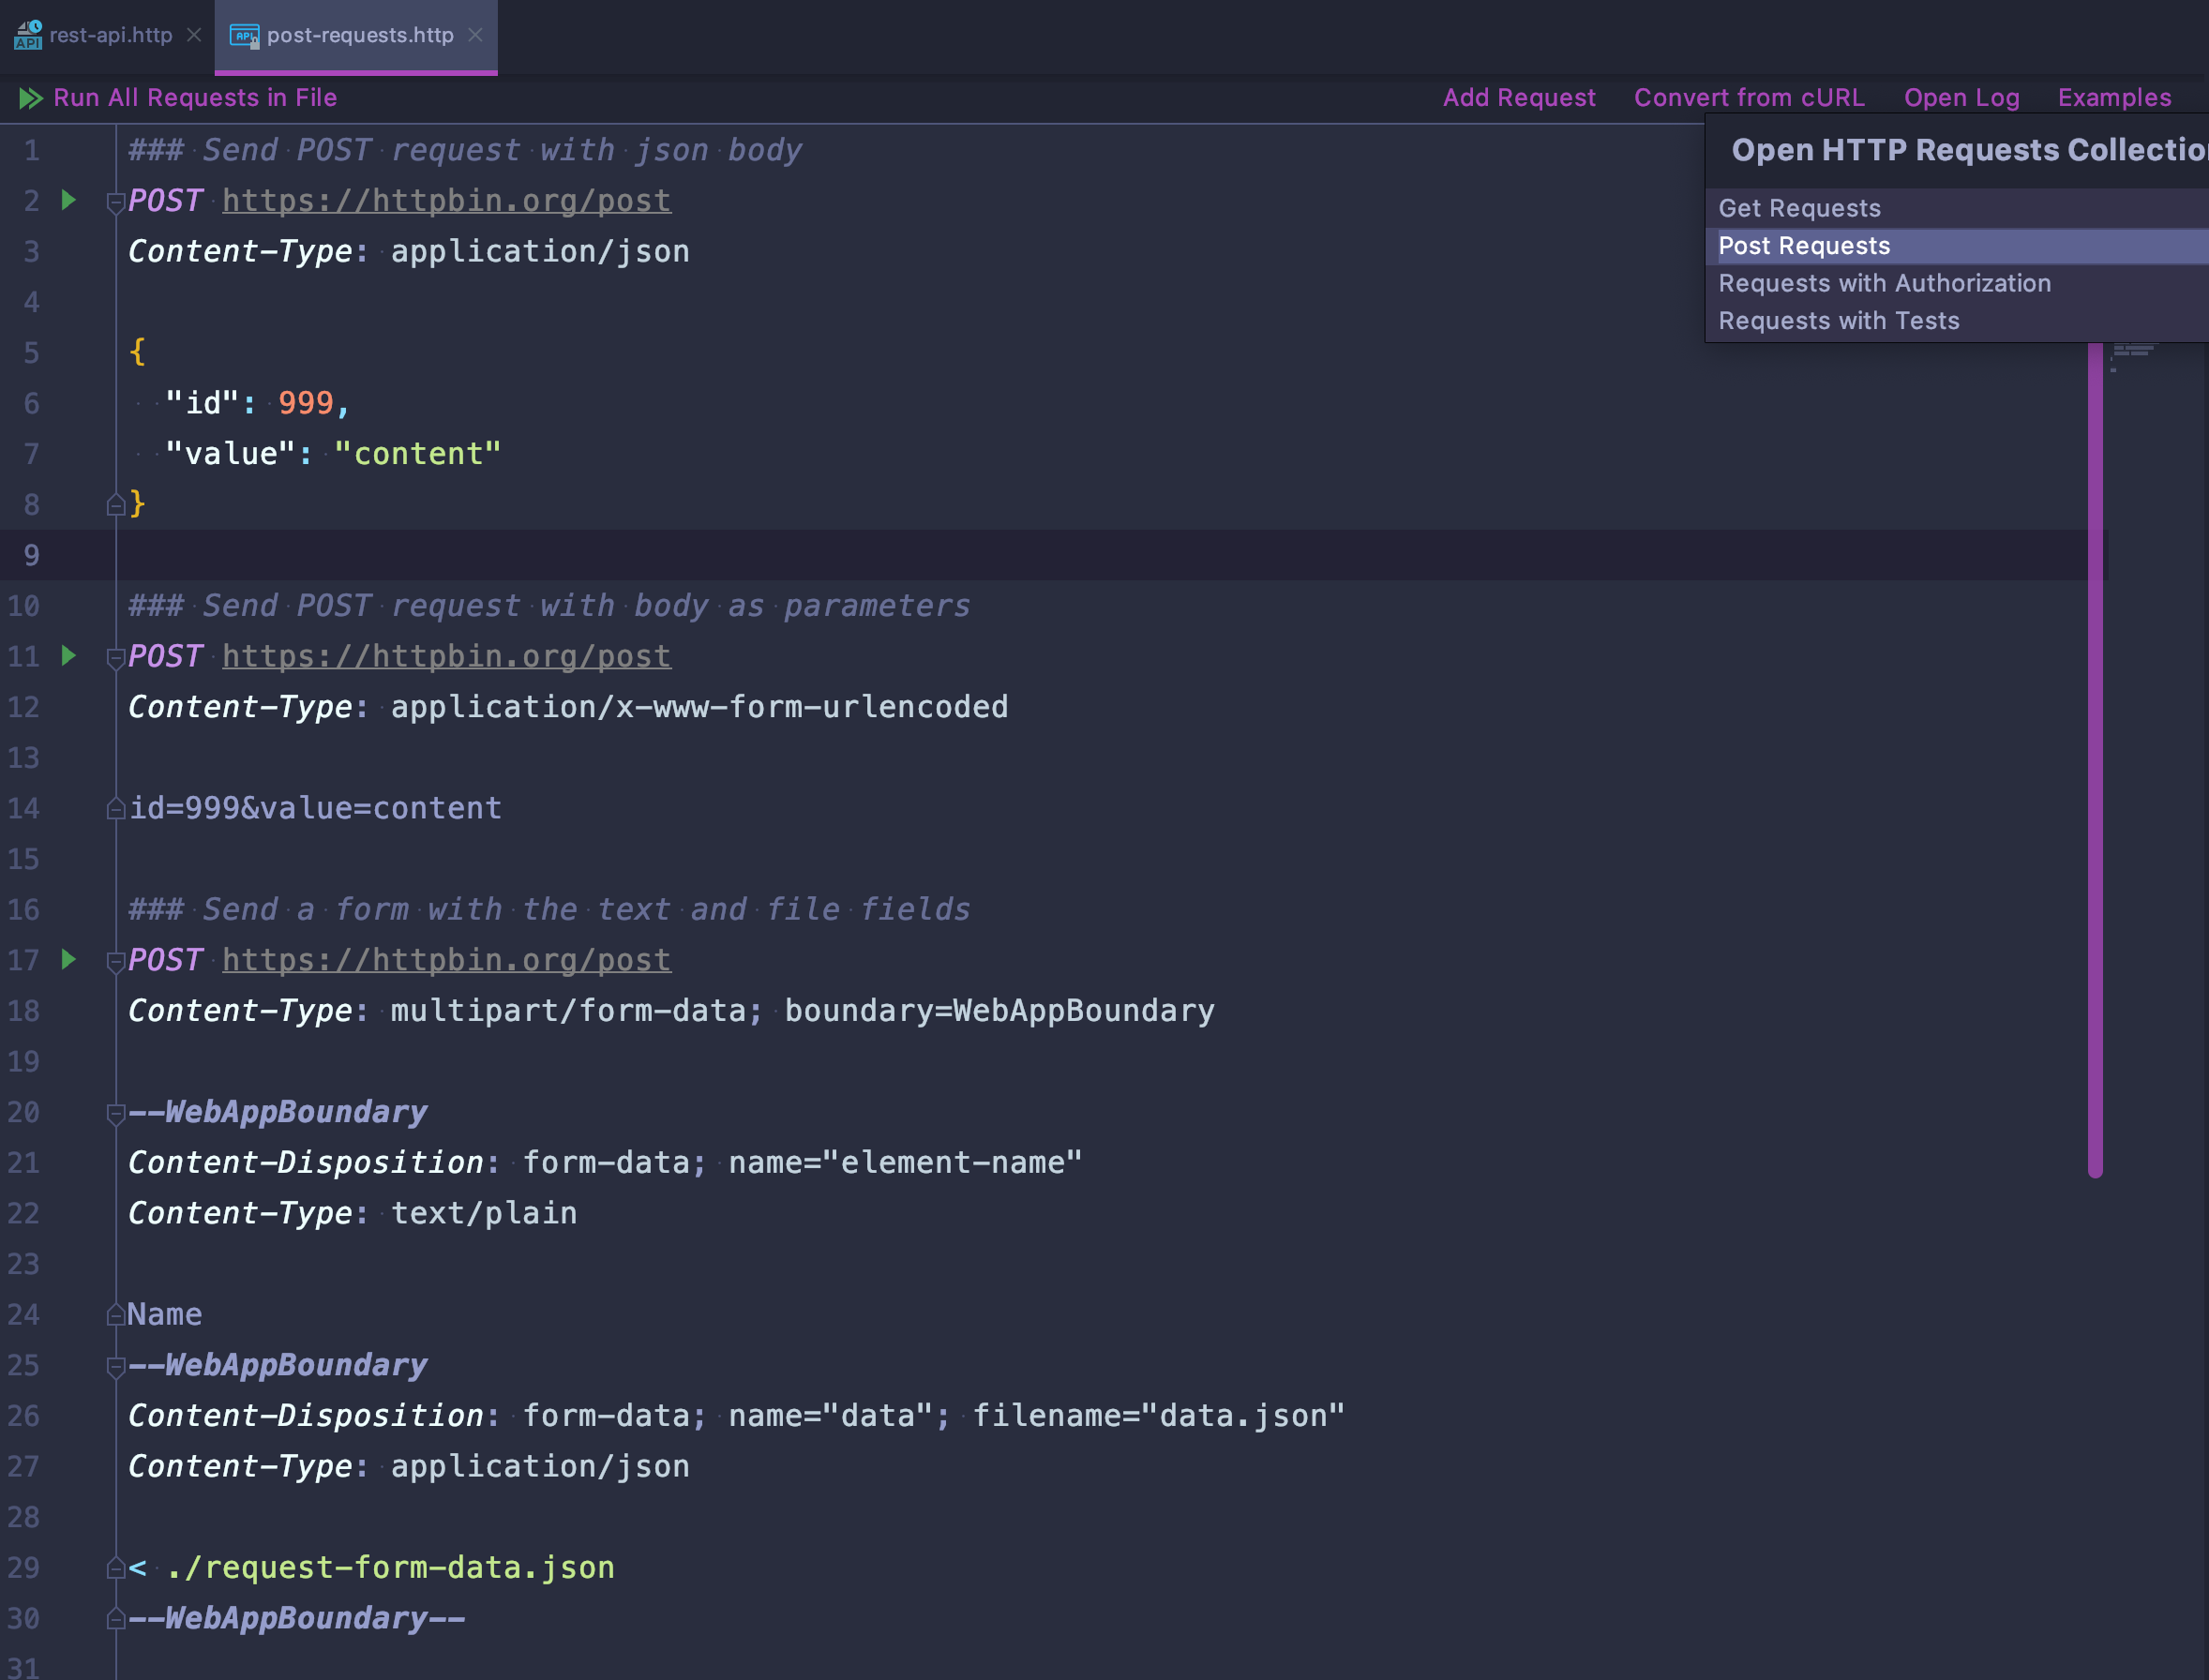 API rest-api.http API post-requests.http
Run All Requests in File Add Request Convert from cURL Open Log Examples
Open HTTP Requests
Get Requests
Post Requests
Requests with Authorization
Requests with Tests
1 ### Send POST request with json body
2 POST https://httpbin.org/post
3 Content-Type: application/json
4
5 {
6 "id": 999,
7 "value": "content"
8 }
9
10 ### Send POST request with body as parameters
11 POST https://httpbin.org/post
12 Content-Type: application/x-www-form-urlencoded
13
14 id=999&value=content
15
16 ### Send a form with the text and file fields
17 POST https://httpbin.org/post
18 Content-Type: multipart/form-data; boundary=WebAppBoundary
19
20 --WebAppBoundary
21 Content-Disposition: form-data; name="element-name"
22 Content-Type: text/plain
23
24 Name
25 --WebAppBoundary
26 Content-Disposition: form-data; name="data"; filename="data.json"
27 Content-Type: application/json
28
29 < ./request-form-data.json
30 --WebAppBoundary--
31